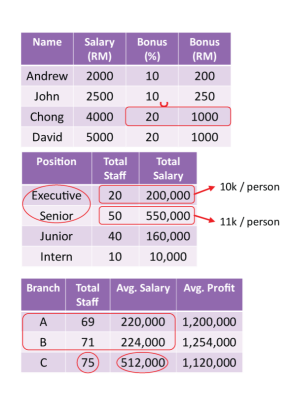 Name Salary (RM) Bonus (%) Bonus (RM)
Andrew 2000 10 200
John 2500 10 250
Chong 4000 20 1000
David 5000 20 1000
Position Total Staff Total Salary
Executive 20 200,000 10k / person
Senior 50 550,000 11k / person
Junior 40 160,000
Intern 10 10,000
Branch Total Staff Avg. Salary Avg. Profit
A 69 220,000 1,200,000
B 71 224,000 1,254,000
C 75 512,000 1,120,000